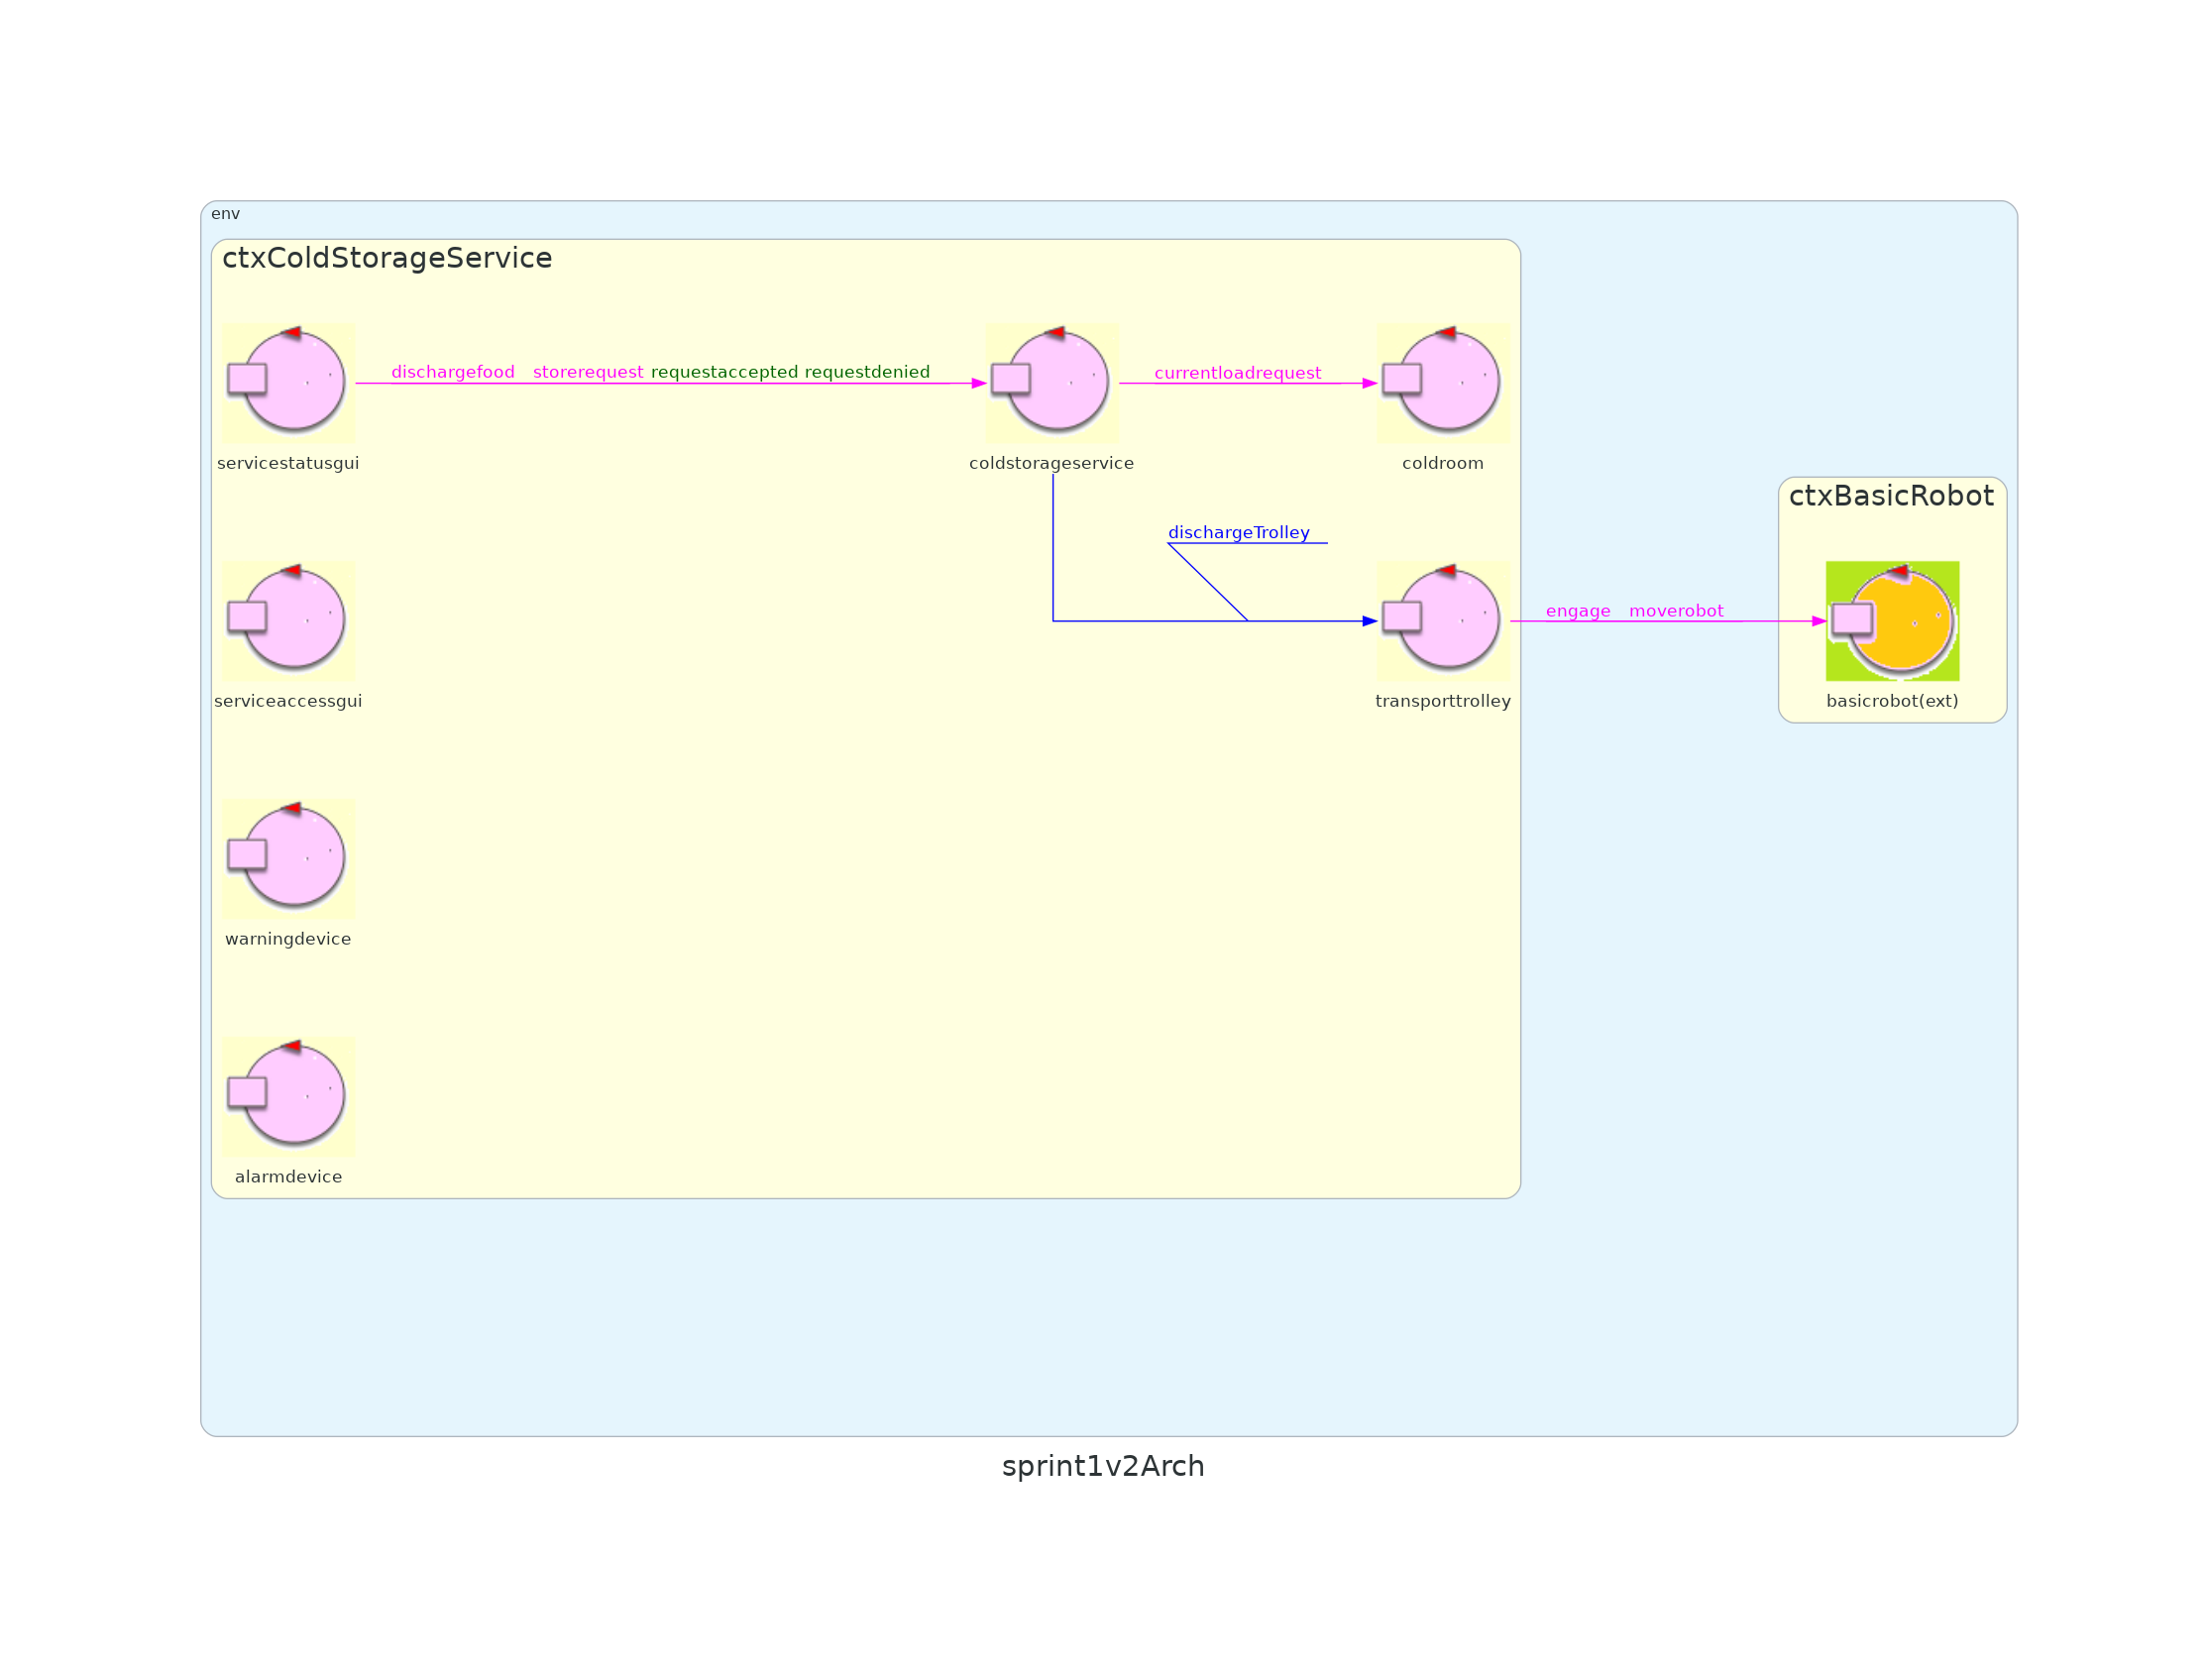 env
ctxColdStorageService
dischargefood storerequest requestaccepted requestdenied
currentloadrequest
servicestatusgui
coldstorageservice
coldroom
ctxBasicRobot
dischargeTrolley
engage moverobot
serviceaccessgui
transporttrolley
basicrobot(ext)
warningdevice
alarmdevice
sprint1v2Arch